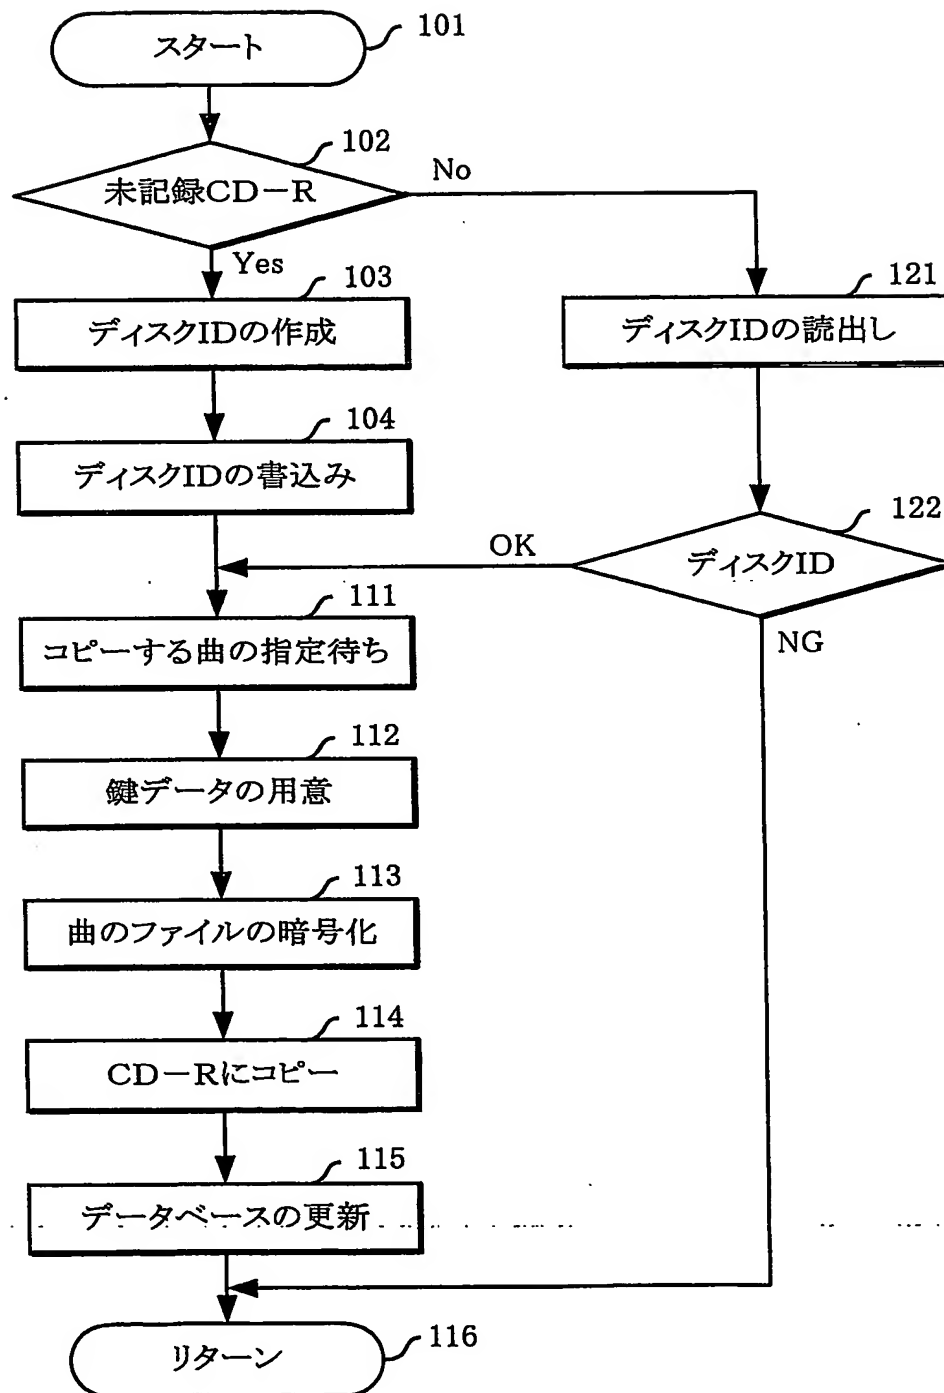 スタート
101
102
未記録CD－R
No
Yes
103
ディスクIDの作成
121
ディスクIDの読出し
104
ディスクIDの書込み
122
ディスクID
OK
NG
111
コピーする曲の指定待ち
112
鍵データの用意
113
曲のファイルの暗号化
114
CD－Rにコピー
115
データベースの更新
リターン
116